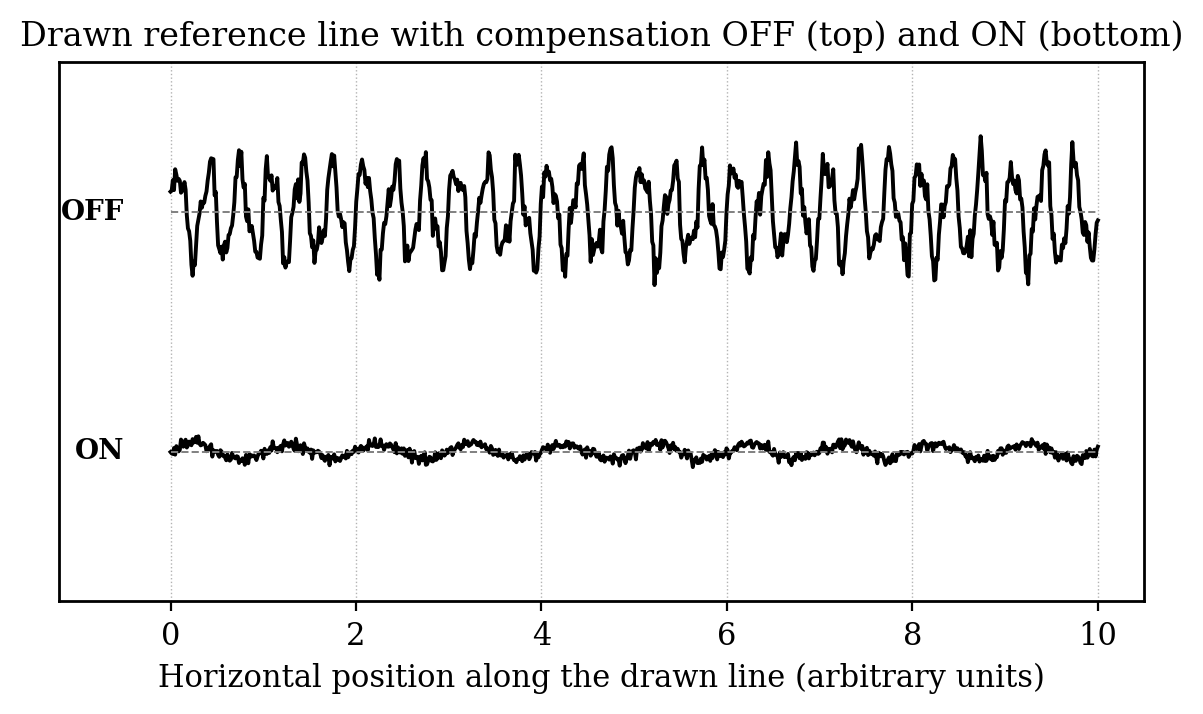 Drawn reference line with compensation OFF (top) and ON (bottom)
OFF
ON
0 2 4 6 8 10
Horizontal position along the drawn line (arbitrary units)